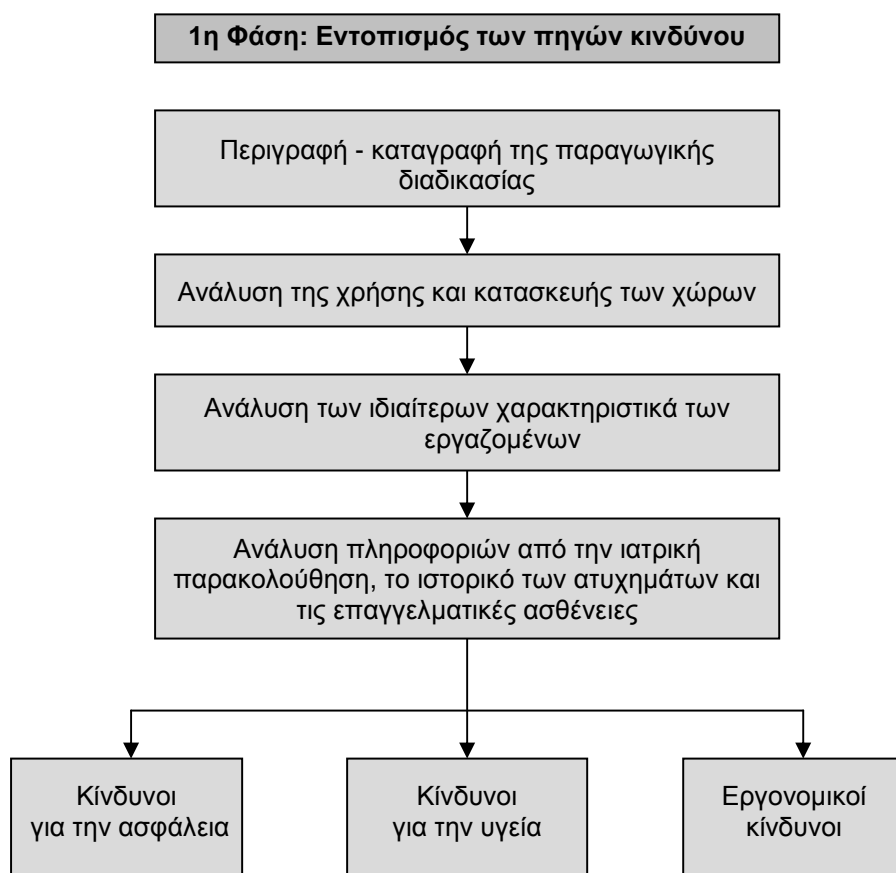 1η Φάση: Εντοπισμός των πηγών κινδύνου
Περιγραφή - καταγραφή της παραγωγικής
διαδικασίας
Ανάλυση της χρήσης και κατασκευής των χώρων
Ανάλυση των ιδιαίτερων χαρακτηριστικά των
εργαζομένων
Ανάλυση πληροφοριών από την ιατρική
παρακολούθηση, το ιστορικό των ατυχημάτων και
τις επαγγελματικές ασθένειες
Κίνδυνοι
για την ασφάλεια
Κίνδυνοι
για την υγεία
Εργονομικοί
κίνδυνοι